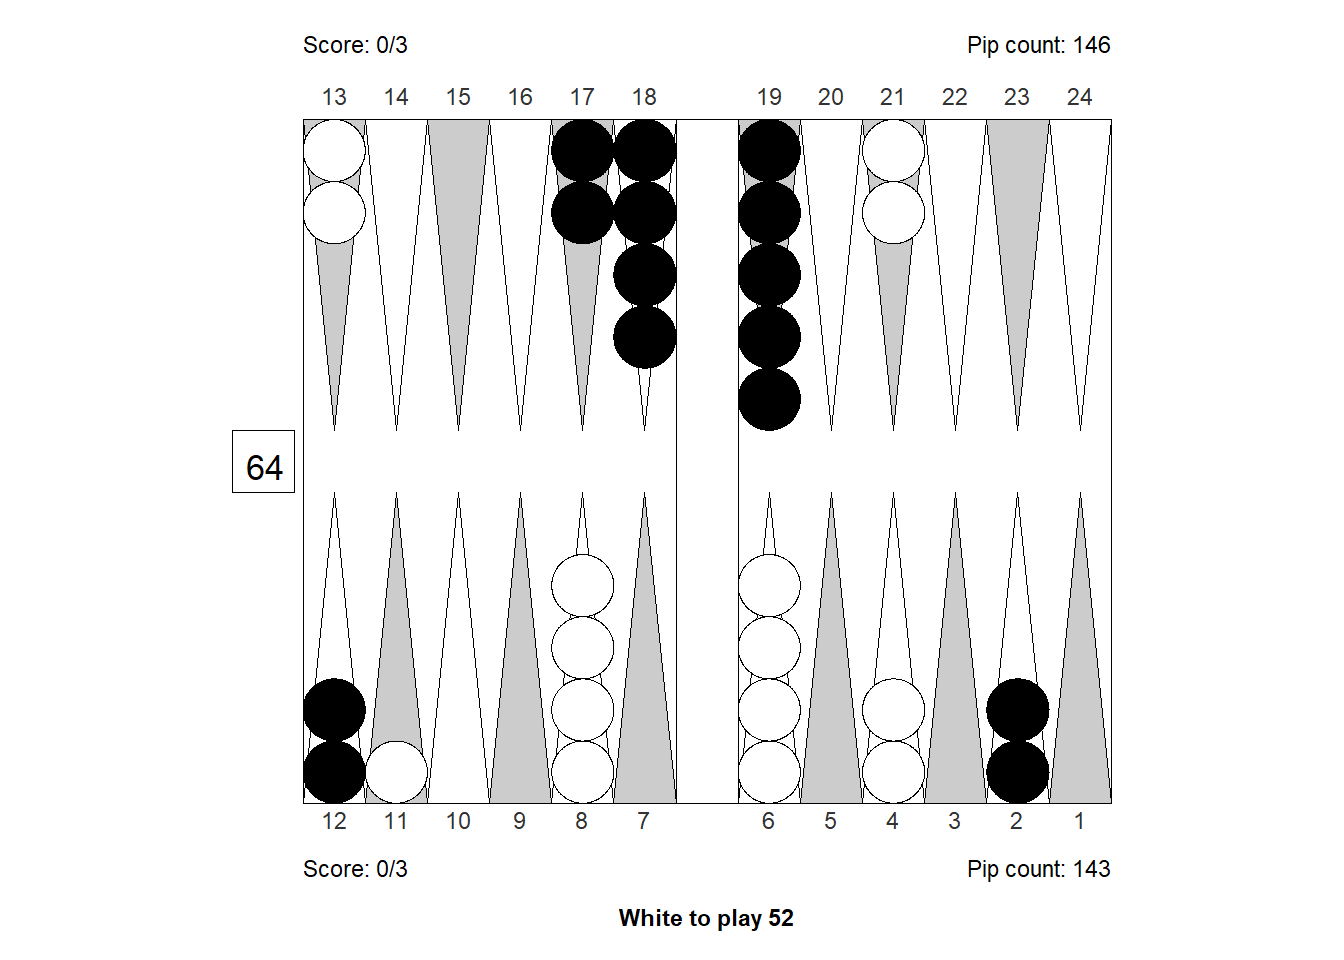 Score: 0/3 Pip count: 146
13 14 15 16 17 18 19 20 21 22 23 24
64
12 11 10 9 8 7 6 5 4 3 2 1
Score: 0/3 Pip count: 143
White to play 52